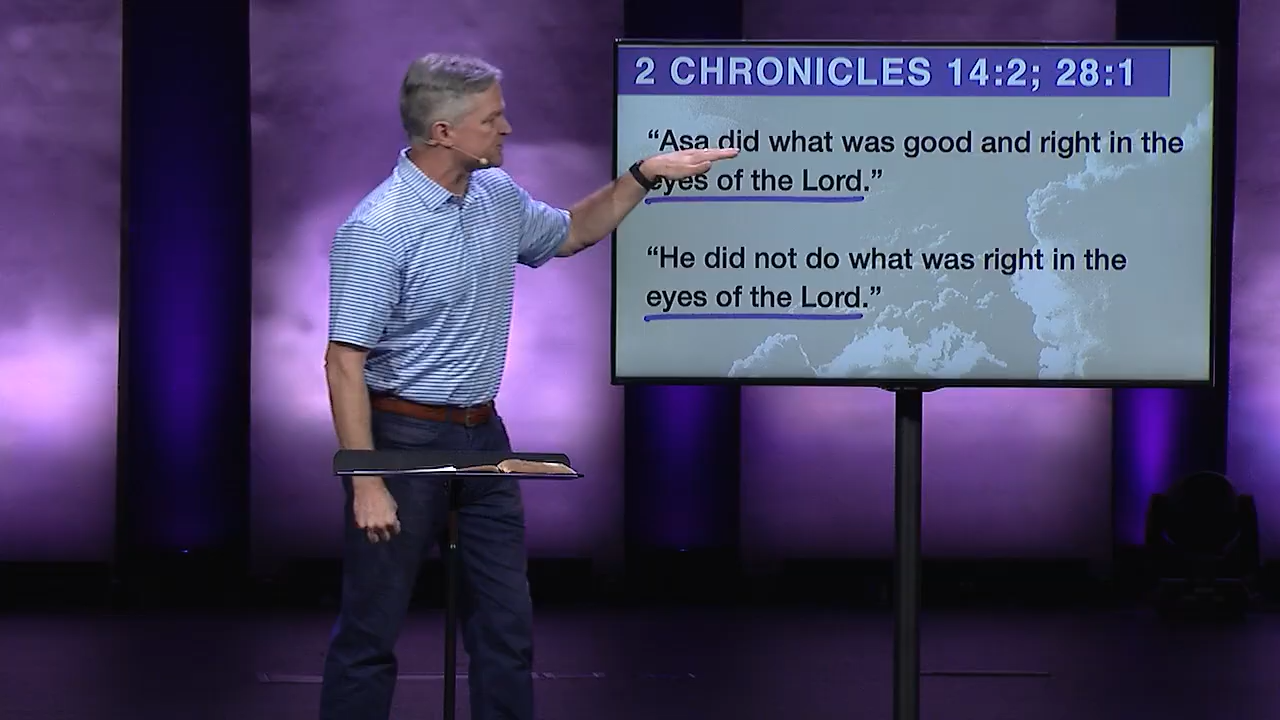 2 CHRONICLES 14:2; 28:1
“Asa did what was good and right in the
eyes of the Lord.”
“He did not do what was right in the
eyes of the Lord.”